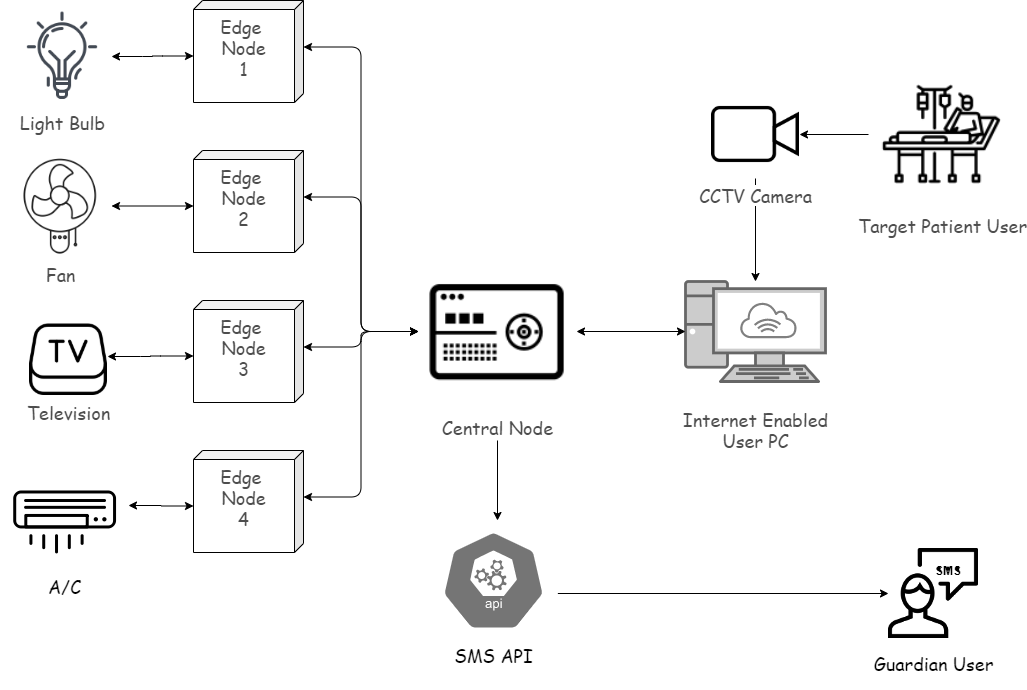 Light Bulb
Edge
Node
1
Fan
Edge
Node
2
TV
Television
Edge
Node
3
A/C
Edge
Node
4
Central Node
CCTV Camera
Target Patient User
Internet Enabled
User PC
api
SMS API
SMS
Guardian User